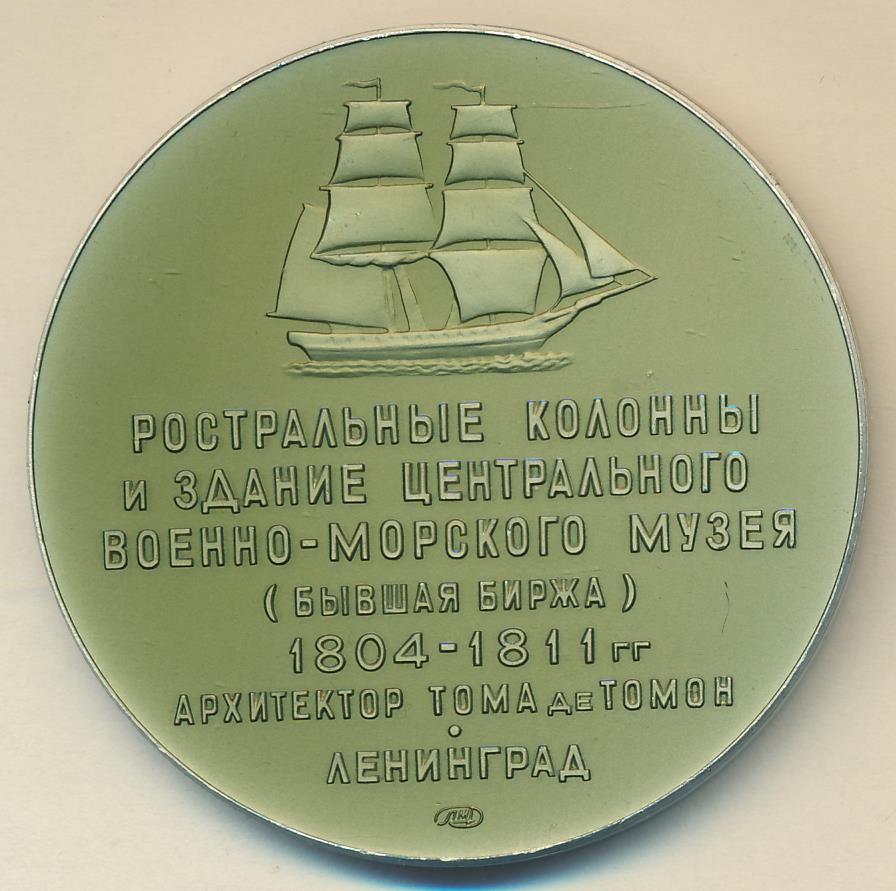 РОСТРАЛЬНЫЕ КОЛОННЫ
И ЗДАНИЕ ЦЕНТРАЛЬНОГО
ВОЕННО-МОРСКОГО МУЗЕЯ
(БЫВШАЯ БИРЖА)
1804-1811 гг
АРХИТЕКТОР ТОМА ДЕ ТОМОН
ЛЕНИНГРАД
ЛМД